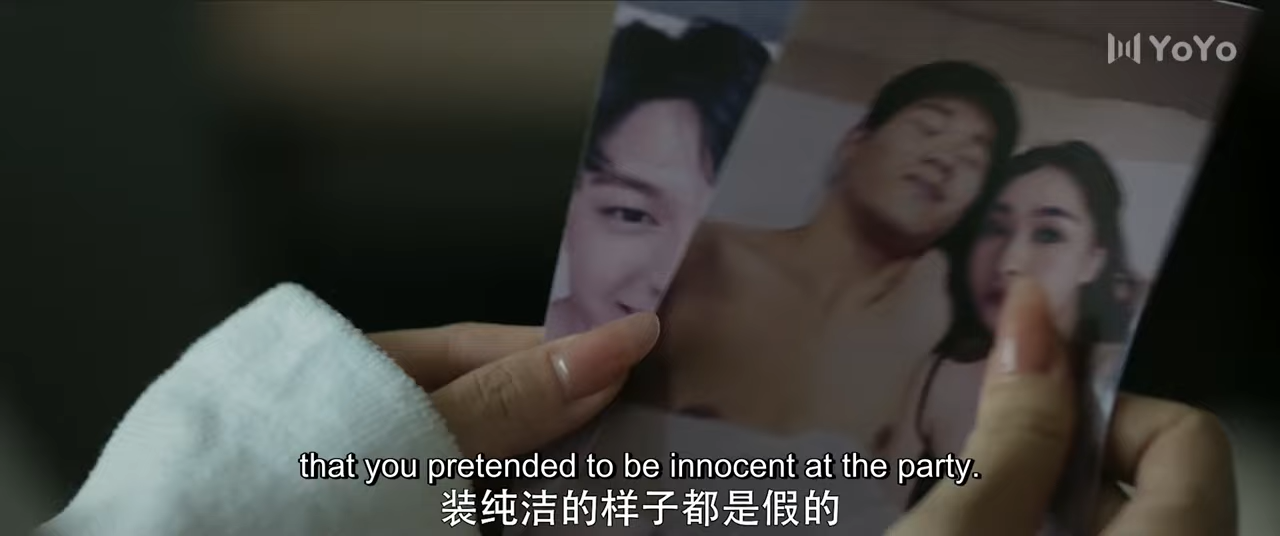 YoYo
that you pretended to be innocent at the party.
装纯洁的样子都是假的